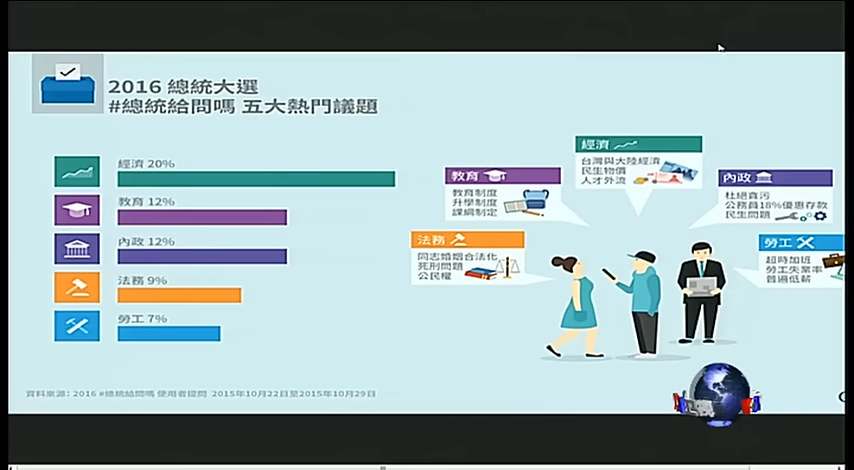 2016 總統大選
#總統給問嗎 五大熱門議題
經濟 20%
教育 12%
內政 12%
法務 9%
勞工 7%
經濟
台灣與大陸經濟
民生物價
人才外流
教育
教育制度
升學制度
課綱制定
內政
杜絕貪污
公務員18%優惠存款
民生問題
法務
同志婚姻合法化
死刑問題
公民權
勞工
超時加班
勞工失業率
普遍低薪
資料來源：2016 #總統給問嗎 使用者提問 2015年10月22日至2015年10月29日